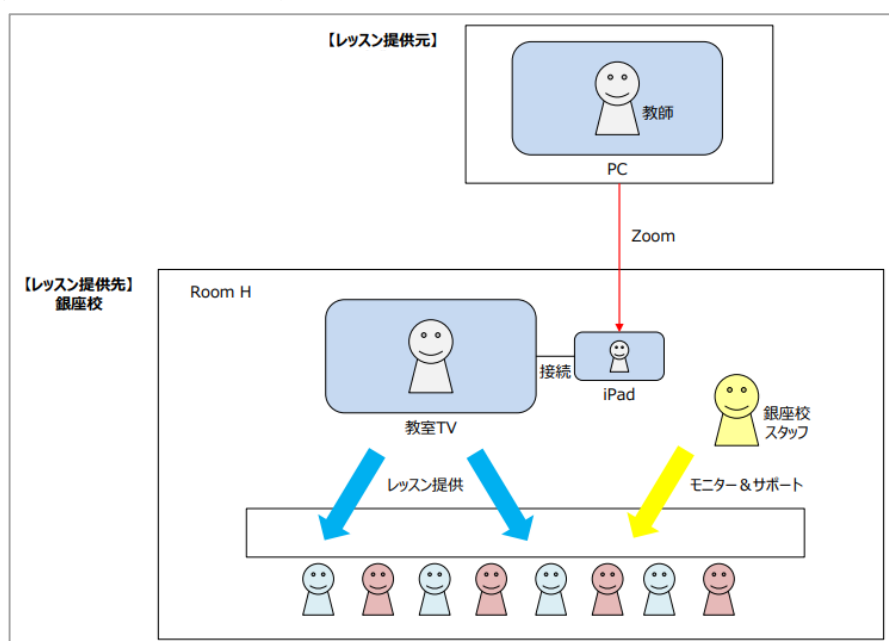 【レッスン提供元】
教師
PC
Zoom
【レッスン提供先】
銀座校
Room H
接続
iPad
教室TV
銀座校
スタッフ
レッスン提供
モニター＆サポート